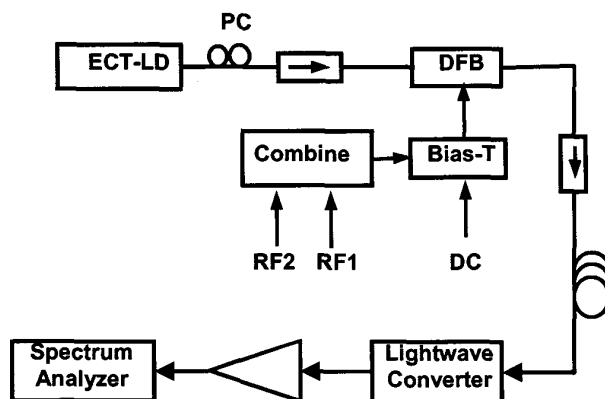 PC
ECT-LD
DFB
Combine
Bias-T
RF2
RF1
DC
Spectrum
Analyzer
Lightwave
Converter